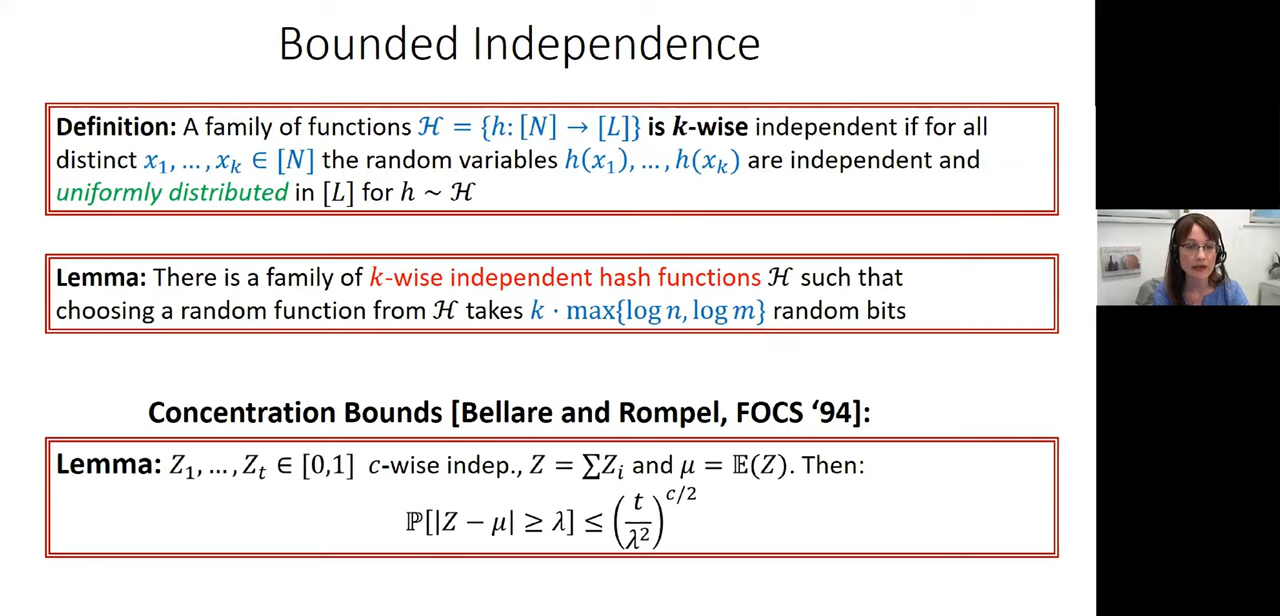 Bounded Independence
Definition: A family of functions ℋ = {h: [N] → [L]} is k-wise independent if for all
distinct x₁, … , xₖ ∈ [N] the random variables h(x₁), … , h(xₖ) are independent and
uniformly distributed in [L] for h ~ ℋ
Lemma: There is a family of k-wise independent hash functions ℋ such that
choosing a random function from ℋ takes k · max{log n, log m} random bits
Concentration Bounds [Bellare and Rompel, FOCS ‘94]:
Lemma: Z₁, … , Zₜ ∈ [0,1] c-wise indep., Z = ∑Zᵢ and μ = 𝔼(Z). Then:
ℙ[|Z − μ| ≥ λ] ≤ (t/λ²)^(c/2)